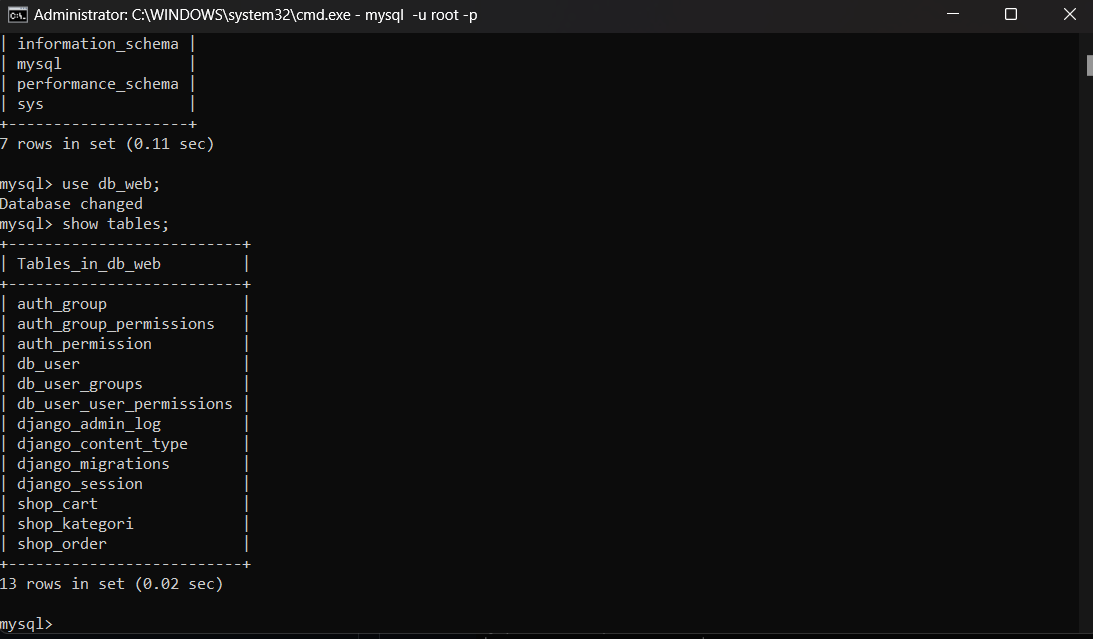 Administrator: C:\WINDOWS\system32\cmd.exe - mysql  -u root -p
| information_schema |
| mysql              |
| performance_schema |
| sys                |
+--------------------+
7 rows in set (0.11 sec)

mysql> use db_web;
Database changed
mysql> show tables;
+--------------------------+
| Tables_in_db_web         |
+--------------------------+
| auth_group               |
| auth_group_permissions   |
| auth_permission          |
| db_user                  |
| db_user_groups           |
| db_user_user_permissions |
| django_admin_log         |
| django_content_type      |
| django_migrations        |
| django_session           |
| shop_cart                |
| shop_kategori            |
| shop_order               |
+--------------------------+
13 rows in set (0.02 sec)

mysql>